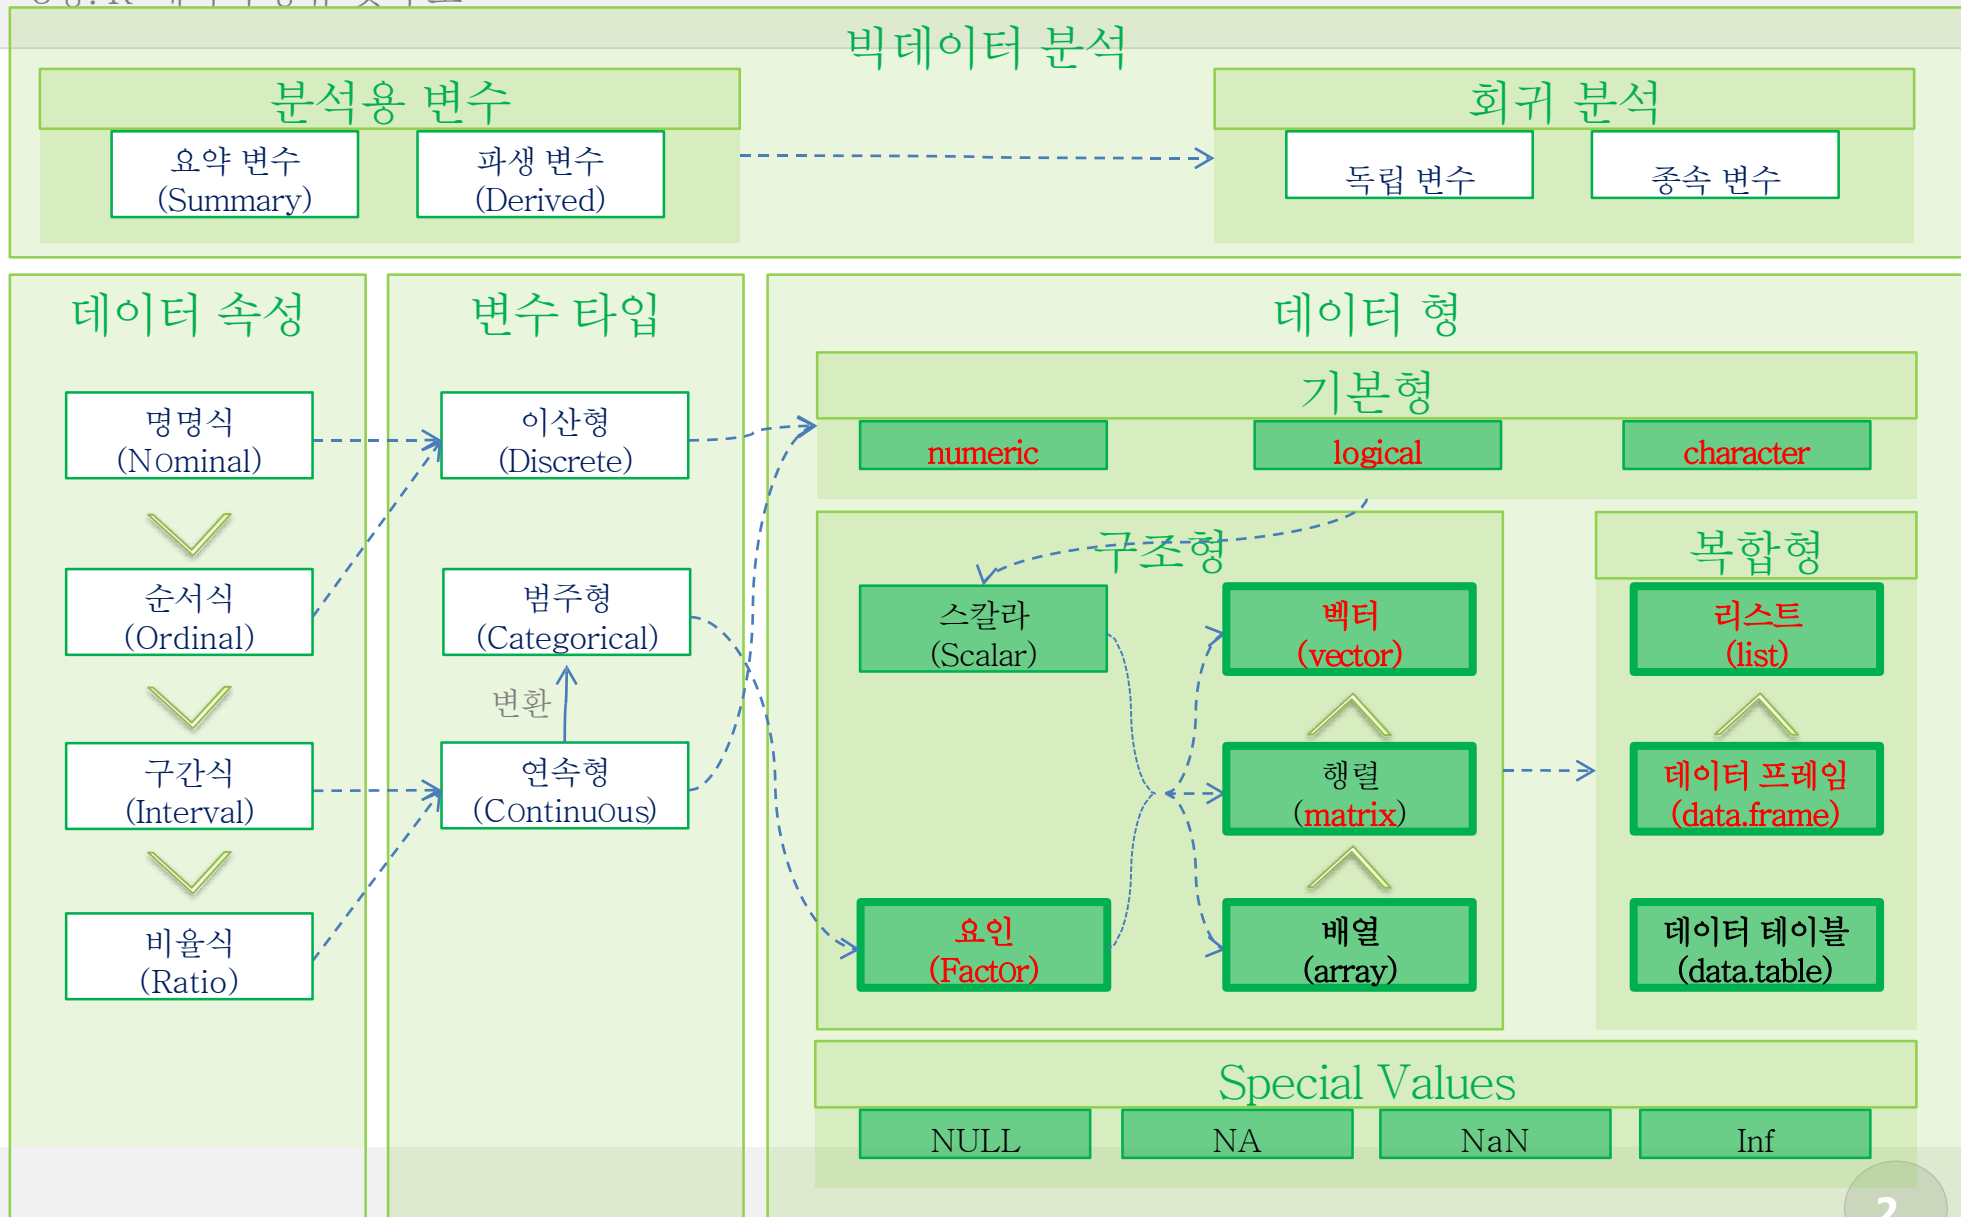 빅데이터 분석
분석용 변수
요약 변수
(Summary)
파생 변수
(Derived)
회귀 분석
독립 변수
종속 변수
데이터 속성
명명식
(NOminal)
순서식
(Ordinal)
구간식
(Interval)
비율식
(Ratio)
변수 타입
이산형
(Discrete)
범주형
(Categorical)
변환
연속형
(COntinuOus)
데이터 형
기본형
numeric
logical
character
구조형
스칼라
(Scalar)
벡터
(vector)
행렬
(matrix)
요인
(FactOr)
배열
(array)
복합형
리스트
(list)
데이터 프레임
(data.frame)
데이터 테이블
(data.table)
Special Values
NULL
NA
NaN
Inf
2